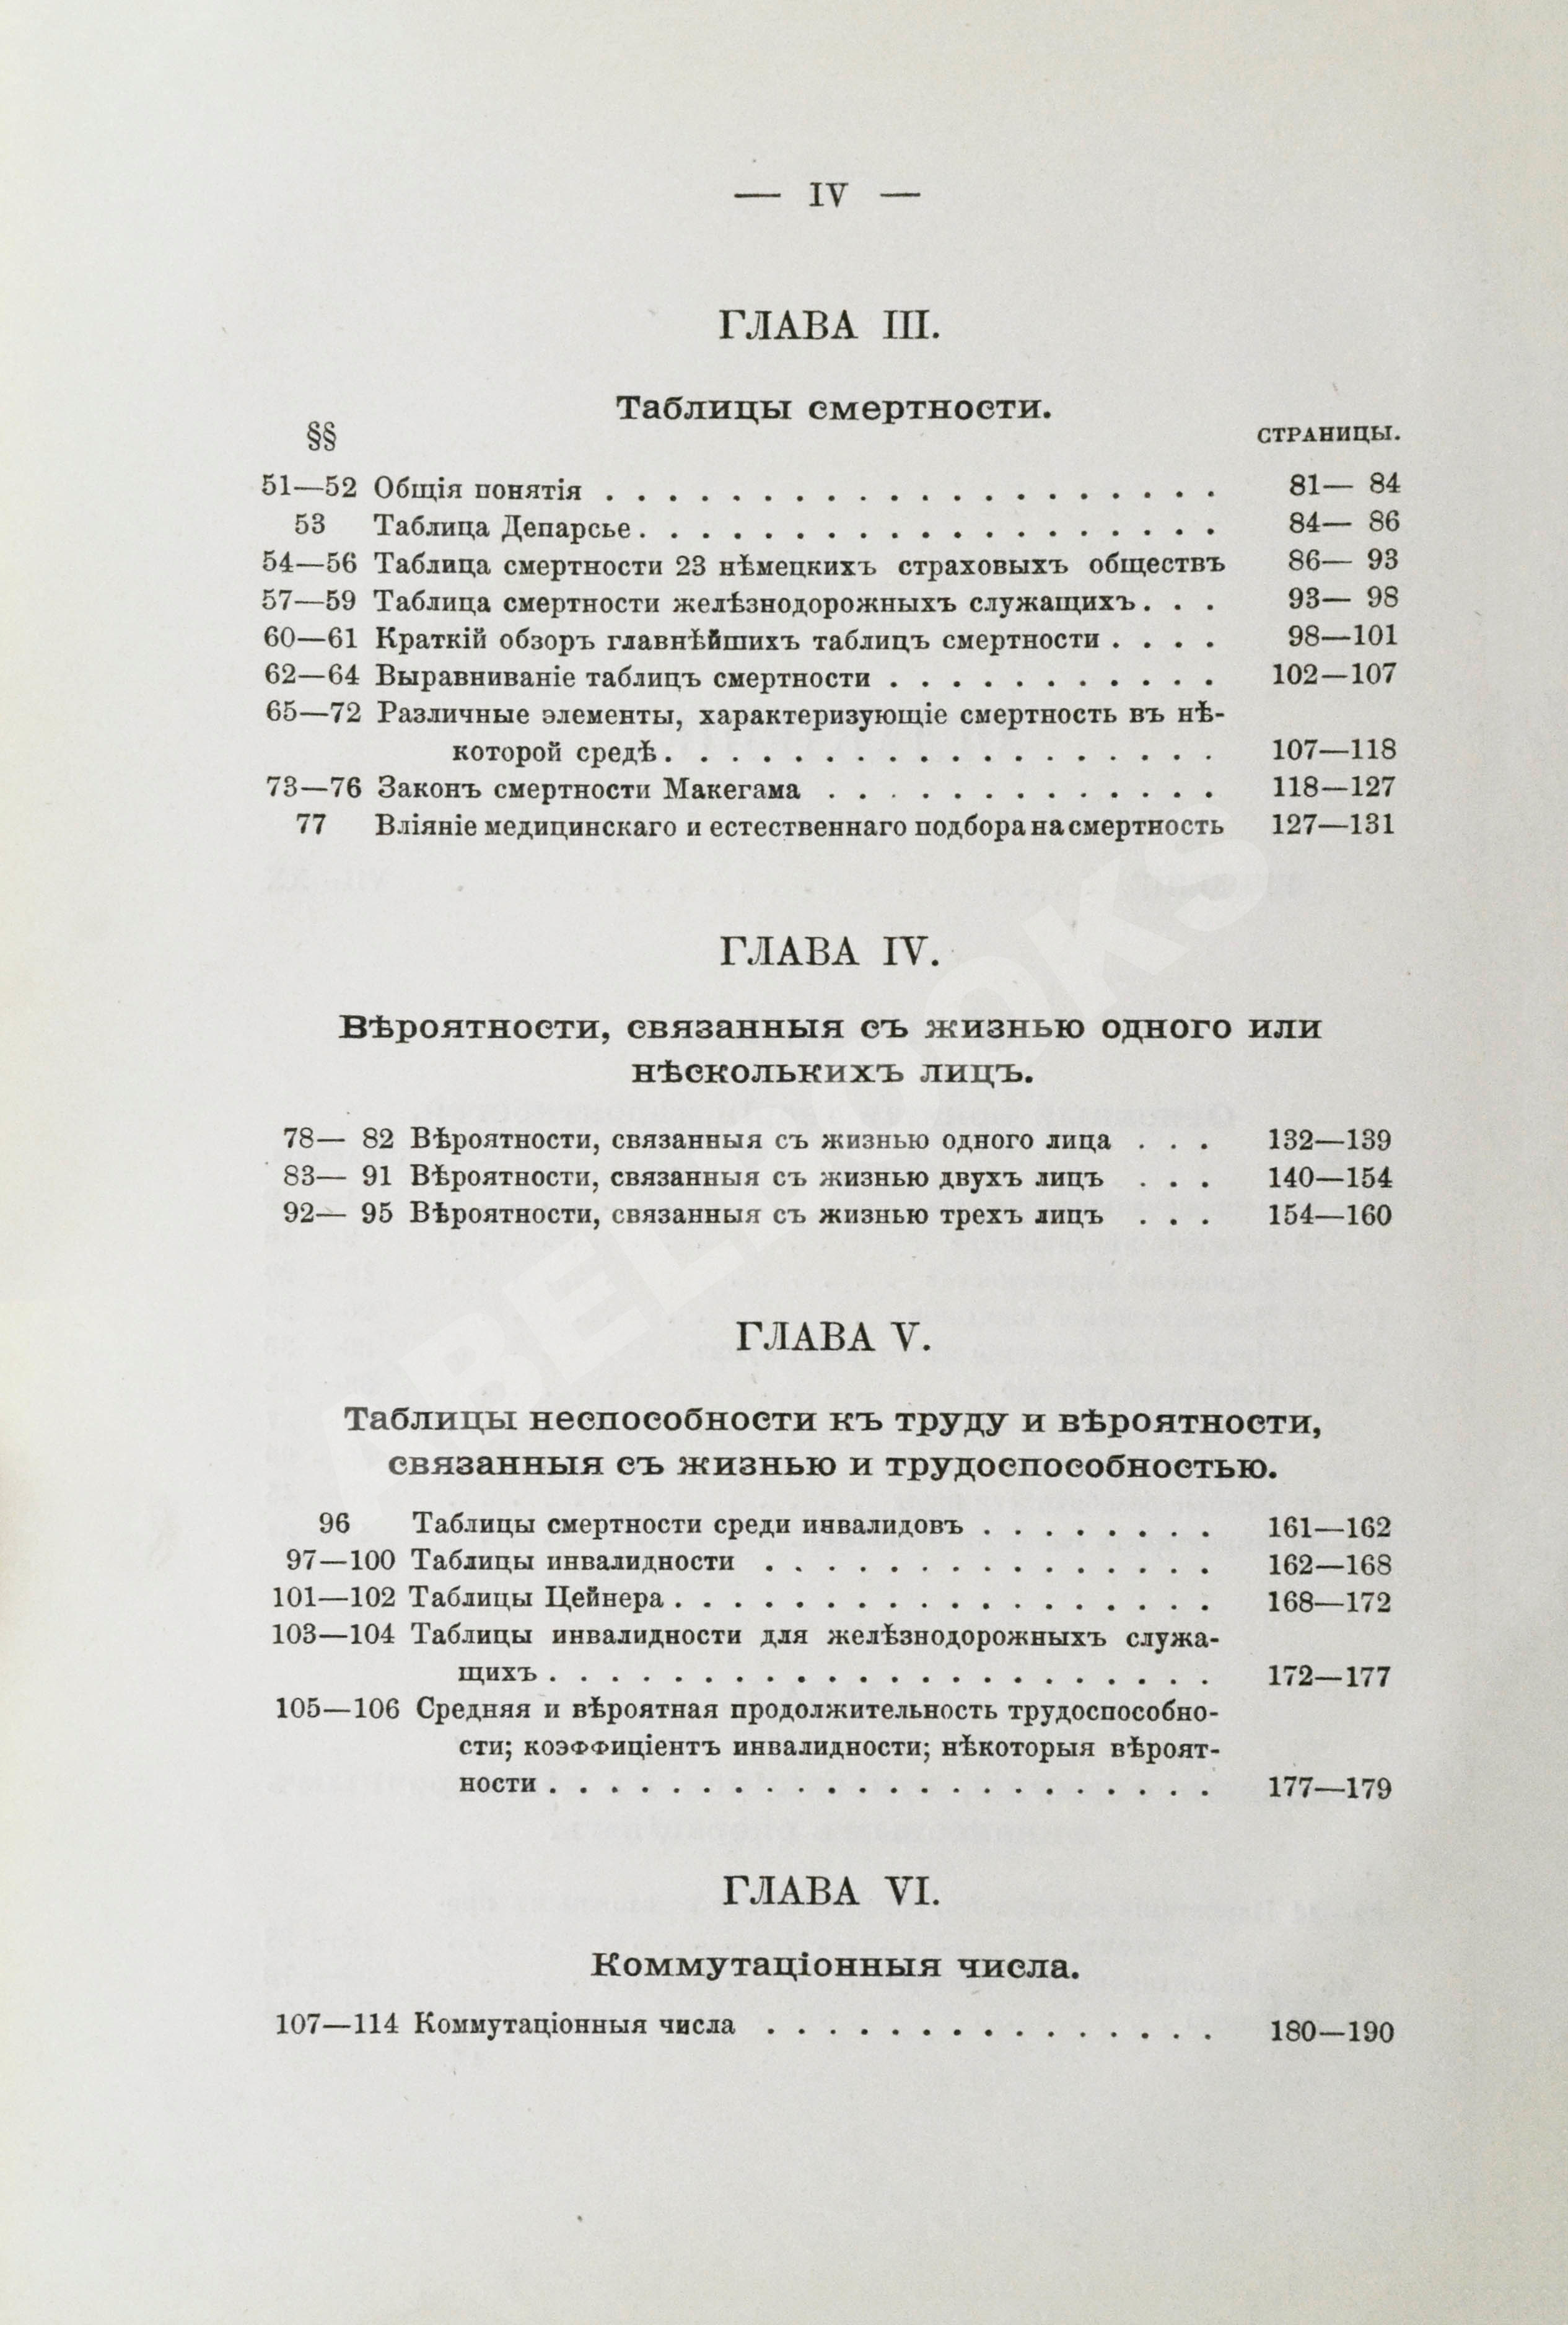 — IV —
ГЛАВА III.
Таблицы смертности.
§§ СТРАНИЦЫ.
51—52 Общія понятія . . . . . . . . . . . . . . . . . . . . 81— 84
53 Таблица Депарсье . . . . . . . . . . . . . . . . . . . 84— 86
54—56 Таблица смертности 23 нѣмецкихъ страховыхъ обществъ 86— 93
57—59 Таблица смертности желѣзнодорожныхъ служащихъ . . . 93— 98
60—61 Краткій обзоръ главнѣйшихъ таблицъ смертности . . . . 98—101
62—64 Выравниваніе таблицъ смертности . . . . . . . . . . . 102—107
65—72 Различные элементы, характеризующіе смертность въ нѣ-
которой средѣ . . . . . . . . . . . . . . . . . . 107—118
73—76 Законъ смертности Макегама . . . . . . . . . . . . . 118—127
77 Вліяніе медицинскаго и естественнаго подбора на смертность 127—131
ГЛАВА IV.
Вѣроятности, связанныя съ жизнью одного или
нѣсколькихъ лицъ.
78— 82 Вѣроятности, связанныя съ жизнью одного лица . . . 132—139
83— 91 Вѣроятности, связанныя съ жизнью двухъ лицъ . . . 140—154
92— 95 Вѣроятности, связанныя съ жизнью трехъ лицъ . . . 154—160
ГЛАВА V.
Таблицы неспособности къ труду и вѣроятности,
связанныя съ жизнью и трудоспособностью.
96 Таблицы смертности среди инвалидовъ . . . . . . . . 161—162
97—100 Таблицы инвалидности . . . . . . . . . . . . . . . 162—168
101—102 Таблицы Цейнера . . . . . . . . . . . . . . . . . . 168—172
103—104 Таблицы инвалидности для желѣзнодорожныхъ служа-
щихъ . . . . . . . . . . . . . . . . . . . . . . 172—177
105—106 Средняя и вѣроятная продолжительность трудоспособно-
сти; коэффиціентъ инвалидности; нѣкоторыя вѣроят-
ности . . . . . . . . . . . . . . . . . . . . . . 177—179
ГЛАВА VI.
Коммутаціонныя числа.
107—114 Коммутаціонныя числа . . . . . . . . . . . . . . . 180—190
ABELBOOKS